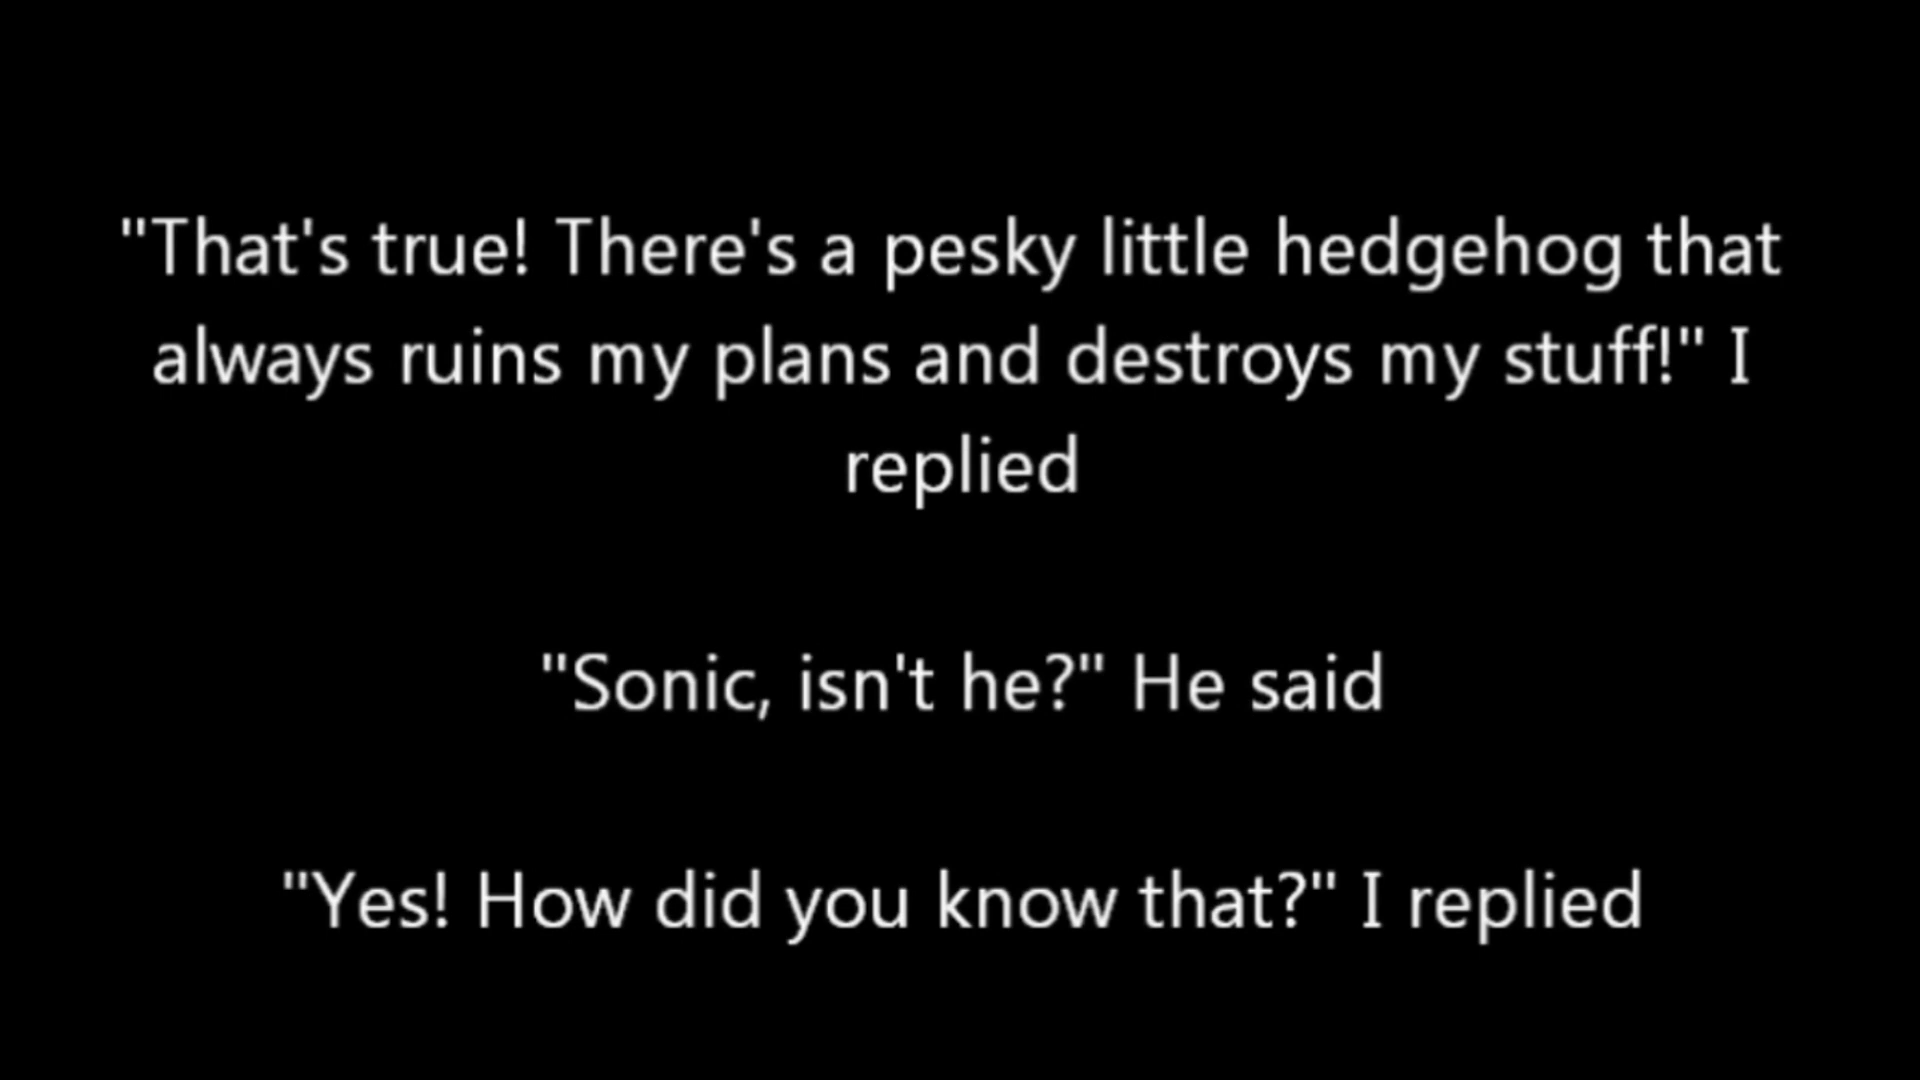 "That's true! There's a pesky little hedgehog that
always ruins my plans and destroys my stuff!" I
replied
"Sonic, isn't he?" He said
"Yes! How did you know that?" I replied